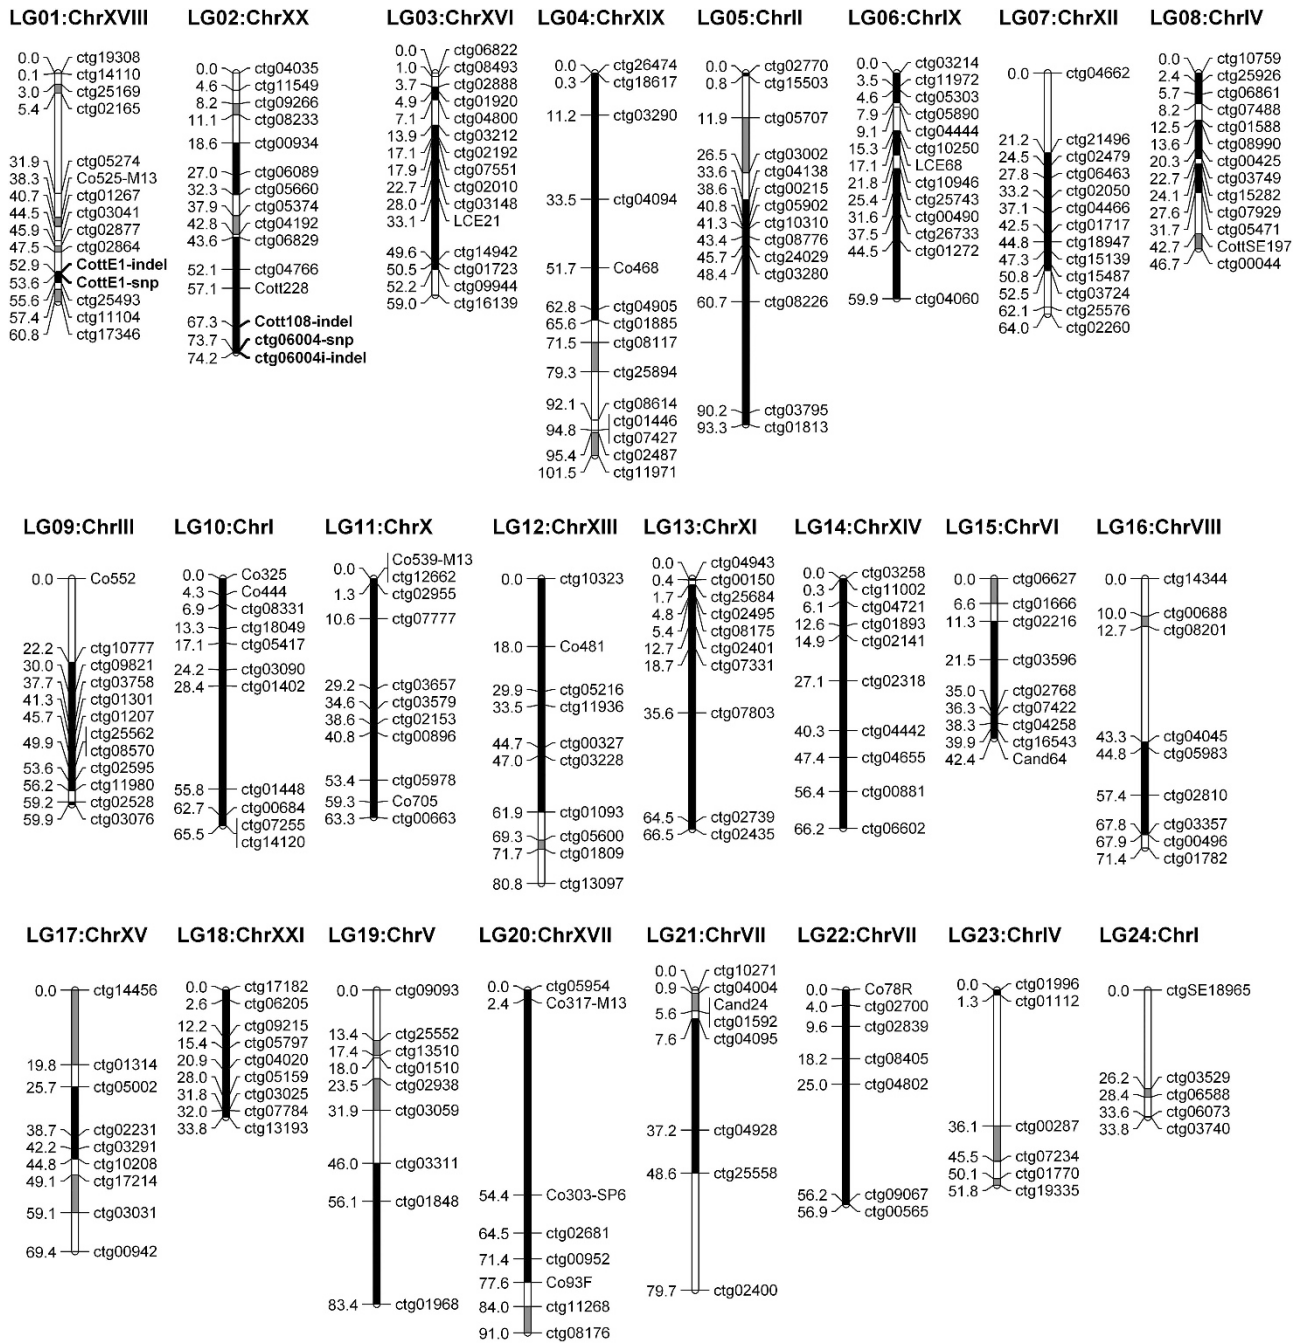 LG01:ChrXVIII
0.0 ctg19308
0.1 ctg14110
3.0 ctg25169
5.4 ctg02165
31.9 ctg05274
38.3 Co525-M13
40.7 ctg01267
44.5 ctg03041
45.9 ctg02877
47.5 ctg02864
52.9 CottE1-indel
53.6 CottE1-snp
55.6 ctg25493
57.4 ctg11104
60.8 ctg17346
LG02:ChrXX
0.0 ctg04035
4.6 ctg11549
8.2 ctg09266
11.1 ctg08233
18.6 ctg00934
27.0 ctg06089
32.3 ctg05660
37.9 ctg05374
42.8 ctg04192
43.6 ctg06829
52.1 ctg04766
57.1 Cott228
67.3 Cott108-indel
73.7 ctg06004-snp
74.2 ctg06004i-indel
LG03:ChrXVI
0.0 ctg06822
1.0 ctg08493
3.7 ctg02888
4.9 ctg01920
7.1 ctg04800
13.9 ctg03212
17.1 ctg02192
17.9 ctg07551
22.7 ctg02010
28.0 ctg03148
33.1 LCE21
49.6 ctg14942
50.5 ctg01723
52.2 ctg09944
59.0 ctg16139
LG04:ChrXIX
0.0 ctg26474
0.3 ctg18617
11.2 ctg03290
33.5 ctg04094
51.7 Co468
62.8 ctg04905
65.6 ctg01885
71.5 ctg08117
79.3 ctg25894
92.1 ctg08614
94.8 ctg01446
ctg07427
95.4 ctg02487
101.5 ctg11971
LG05:ChrII
0.0 ctg02770
0.8 ctg15503
11.9 ctg05707
26.5 ctg03002
33.6 ctg04138
38.6 ctg00215
40.8 ctg05902
41.3 ctg10310
43.4 ctg08776
45.7 ctg24029
48.4 ctg03280
60.7 ctg08226
90.2 ctg03795
93.3 ctg01813
LG06:ChrIX
0.0 ctg03214
3.5 ctg11972
4.6 ctg05303
7.9 ctg05890
9.1 ctg04444
15.3 ctg10250
17.1 LCE68
21.8 ctg10946
25.4 ctg25743
31.6 ctg00490
37.5 ctg26733
44.5 ctg01272
59.9 ctg04060
LG07:ChrXII
0.0 ctg04662
21.2 ctg21496
24.5 ctg02479
27.8 ctg06463
33.2 ctg02050
37.1 ctg04466
42.5 ctg01717
44.8 ctg18947
47.3 ctg15139
50.8 ctg15487
52.5 ctg03724
62.1 ctg25576
64.0 ctg02260
LG08:ChrIV
0.0 ctg10759
2.4 ctg25926
5.7 ctg06861
8.2 ctg07488
12.5 ctg01588
13.6 ctg08990
20.3 ctg00425
22.7 ctg03749
24.1 ctg15282
27.6 ctg07929
31.7 ctg05471
42.7 CottSE197
46.7 ctg00044
LG09:ChrIII
0.0 Co552
22.2 ctg10777
30.0 ctg09821
37.7 ctg03758
41.3 ctg01301
45.7 ctg01207
49.9 ctg25562
ctg08570
53.6 ctg02595
56.2 ctg11980
59.2 ctg02528
59.9 ctg03076
LG10:ChrI
0.0 Co325
4.3 Co444
6.9 ctg08331
13.3 ctg18049
17.1 ctg05417
24.2 ctg03090
28.4 ctg01402
55.8 ctg01448
62.7 ctg00684
65.5 ctg07255
ctg14120
LG11:ChrX
0.0 Co539-M13
ctg12662
1.3 ctg02955
10.6 ctg07777
29.2 ctg03657
34.6 ctg03579
38.6 ctg02153
40.8 ctg00896
53.4 ctg05978
59.3 Co705
63.3 ctg00663
LG12:ChrXIII
0.0 ctg10323
18.0 Co481
29.9 ctg05216
33.5 ctg11936
44.7 ctg00327
47.0 ctg03228
61.9 ctg01093
69.3 ctg05600
71.7 ctg01809
80.8 ctg13097
LG13:ChrXI
0.0 ctg04943
0.4 ctg00150
1.7 ctg25684
4.8 ctg02495
5.4 ctg08175
12.7 ctg02401
18.7 ctg07331
35.6 ctg07803
64.5 ctg02739
66.5 ctg02435
LG14:ChrXIV
0.0 ctg03258
0.3 ctg11002
6.1 ctg04721
12.6 ctg01893
14.9 ctg02141
27.1 ctg02318
40.3 ctg04442
47.4 ctg04655
56.4 ctg00881
66.2 ctg06602
LG15:ChrVI
0.0 ctg06627
6.6 ctg01666
11.3 ctg02216
21.5 ctg03596
35.0 ctg02768
36.3 ctg07422
38.3 ctg04258
39.9 ctg16543
42.4 Cand64
LG16:ChrVIII
0.0 ctg14344
10.0 ctg00688
12.7 ctg08201
43.3 ctg04045
44.8 ctg05983
57.4 ctg02810
67.8 ctg03357
67.9 ctg00496
71.4 ctg01782
LG17:ChrXV
0.0 ctg14456
19.8 ctg01314
25.7 ctg05002
38.7 ctg02231
42.2 ctg03291
44.8 ctg10208
49.1 ctg17214
59.1 ctg03031
69.4 ctg00942
LG18:ChrXXI
0.0 ctg17182
2.6 ctg06205
12.2 ctg09215
15.4 ctg05797
20.9 ctg04020
28.0 ctg05159
31.8 ctg03025
32.0 ctg07784
33.8 ctg13193
LG19:ChrV
0.0 ctg09093
13.4 ctg25552
17.4 ctg13510
18.0 ctg01510
23.5 ctg02938
31.9 ctg03059
46.0 ctg03311
56.1 ctg01848
83.4 ctg01968
LG20:ChrXVII
0.0 ctg05954
2.4 Co317-M13
54.4 Co303-SP6
64.5 ctg02681
71.4 ctg00952
77.6 Co93F
84.0 ctg11268
91.0 ctg08176
LG21:ChrVII
0.0 ctg10271
0.9 ctg04004
5.6 Cand24
ctg01592
7.6 ctg04095
37.2 ctg04928
48.6 ctg25558
79.7 ctg02400
LG22:ChrVII
0.0 Co78R
4.0 ctg02700
9.6 ctg02839
18.2 ctg08405
25.0 ctg04802
56.2 ctg09067
56.9 ctg00565
LG23:ChrIV
0.0 ctg01996
1.3 ctg01112
36.1 ctg00287
45.5 ctg07234
50.1 ctg01770
51.8 ctg19335
LG24:ChrI
0.0 ctgSE18965
26.2 ctg03529
28.4 ctg06588
33.6 ctg06073
33.8 ctg03740